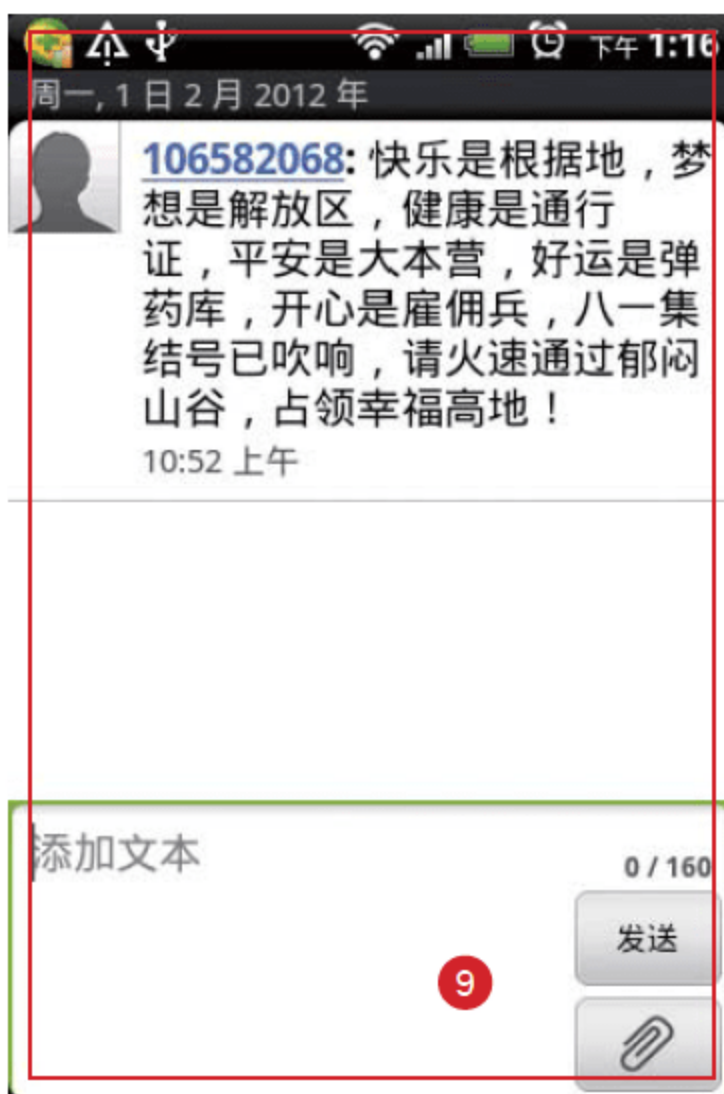 下午 1:16
周一, 1 日 2 月 2012 年
106582068: 快乐是根据地，梦
想是解放区，健康是通行
证，平安是大本营，好运是弹
药库，开心是雇佣兵，八一集
结号已吹响，请火速通过郁闷
山谷，占领幸福高地！
10:52 上午
添加文本
0 / 160
发送
9